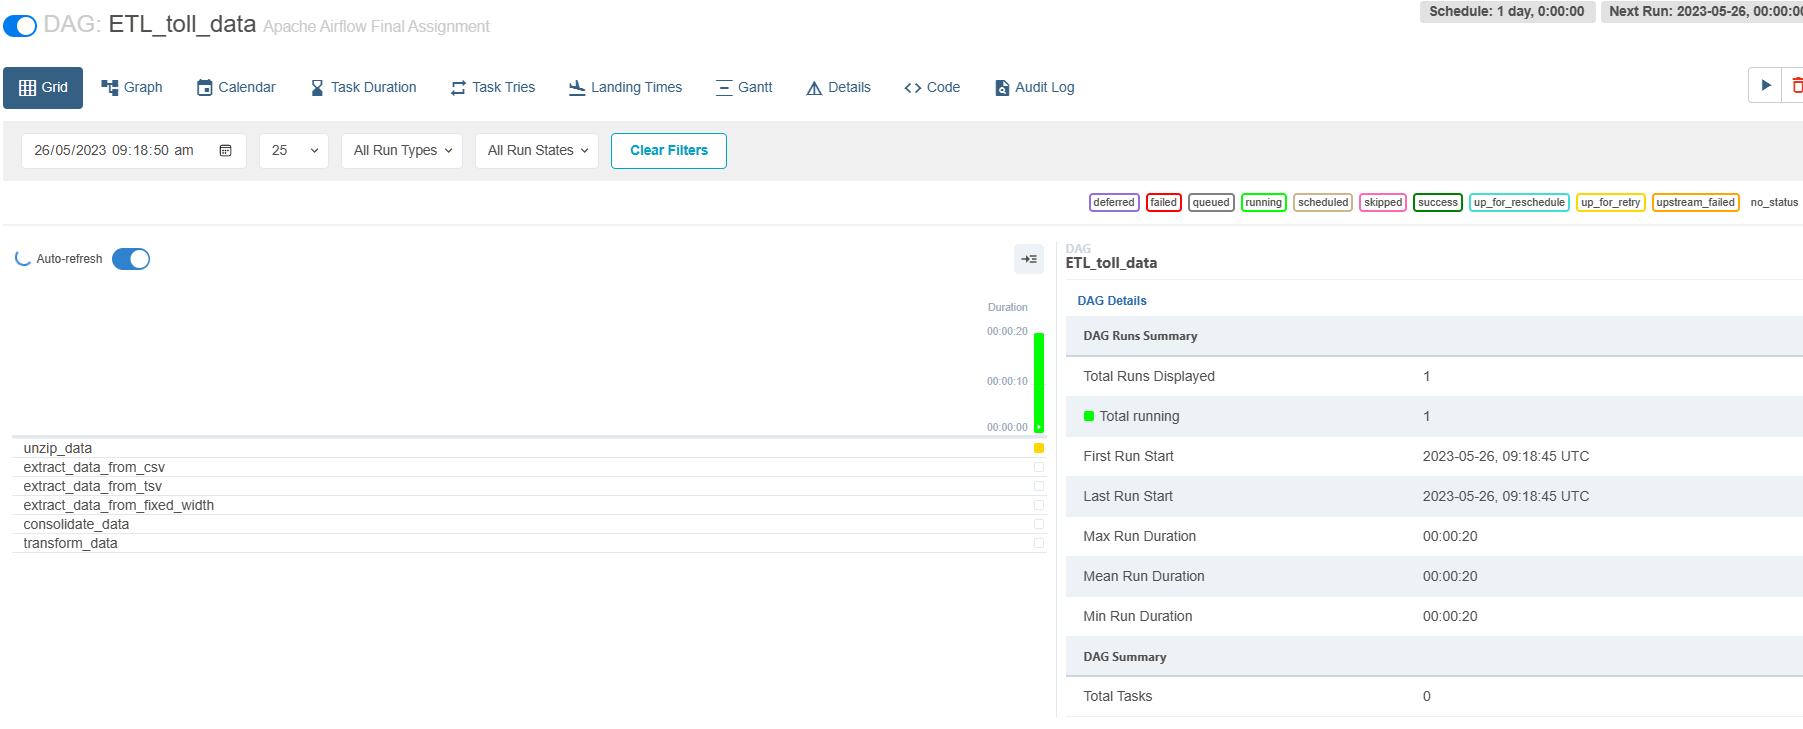 DAG: ETL_toll_data Apache Airflow Final Assignment
Schedule: 1 day, 0:00:00
Next Run: 2023-05-26, 00:00:00
Grid
Graph
Calendar
Task Duration
Task Tries
Landing Times
Gantt
Details
Code
Audit Log
26/05/2023 09:18:50 am
25
All Run Types
All Run States
Clear Filters
deferred
failed
queued
running
scheduled
skipped
success
up_for_reschedule
up_for_retry
upstream_failed
no_status
Auto-refresh
Duration
00:00:20
00:00:10
00:00:00
unzip_data
extract_data_from_csv
extract_data_from_tsv
extract_data_from_fixed_width
consolidate_data
transform_data
DAG
ETL_toll_data
DAG Details
DAG Runs Summary
Total Runs Displayed 1
Total running 1
First Run Start 2023-05-26, 09:18:45 UTC
Last Run Start 2023-05-26, 09:18:45 UTC
Max Run Duration 00:00:20
Mean Run Duration 00:00:20
Min Run Duration 00:00:20
DAG Summary
Total Tasks 0